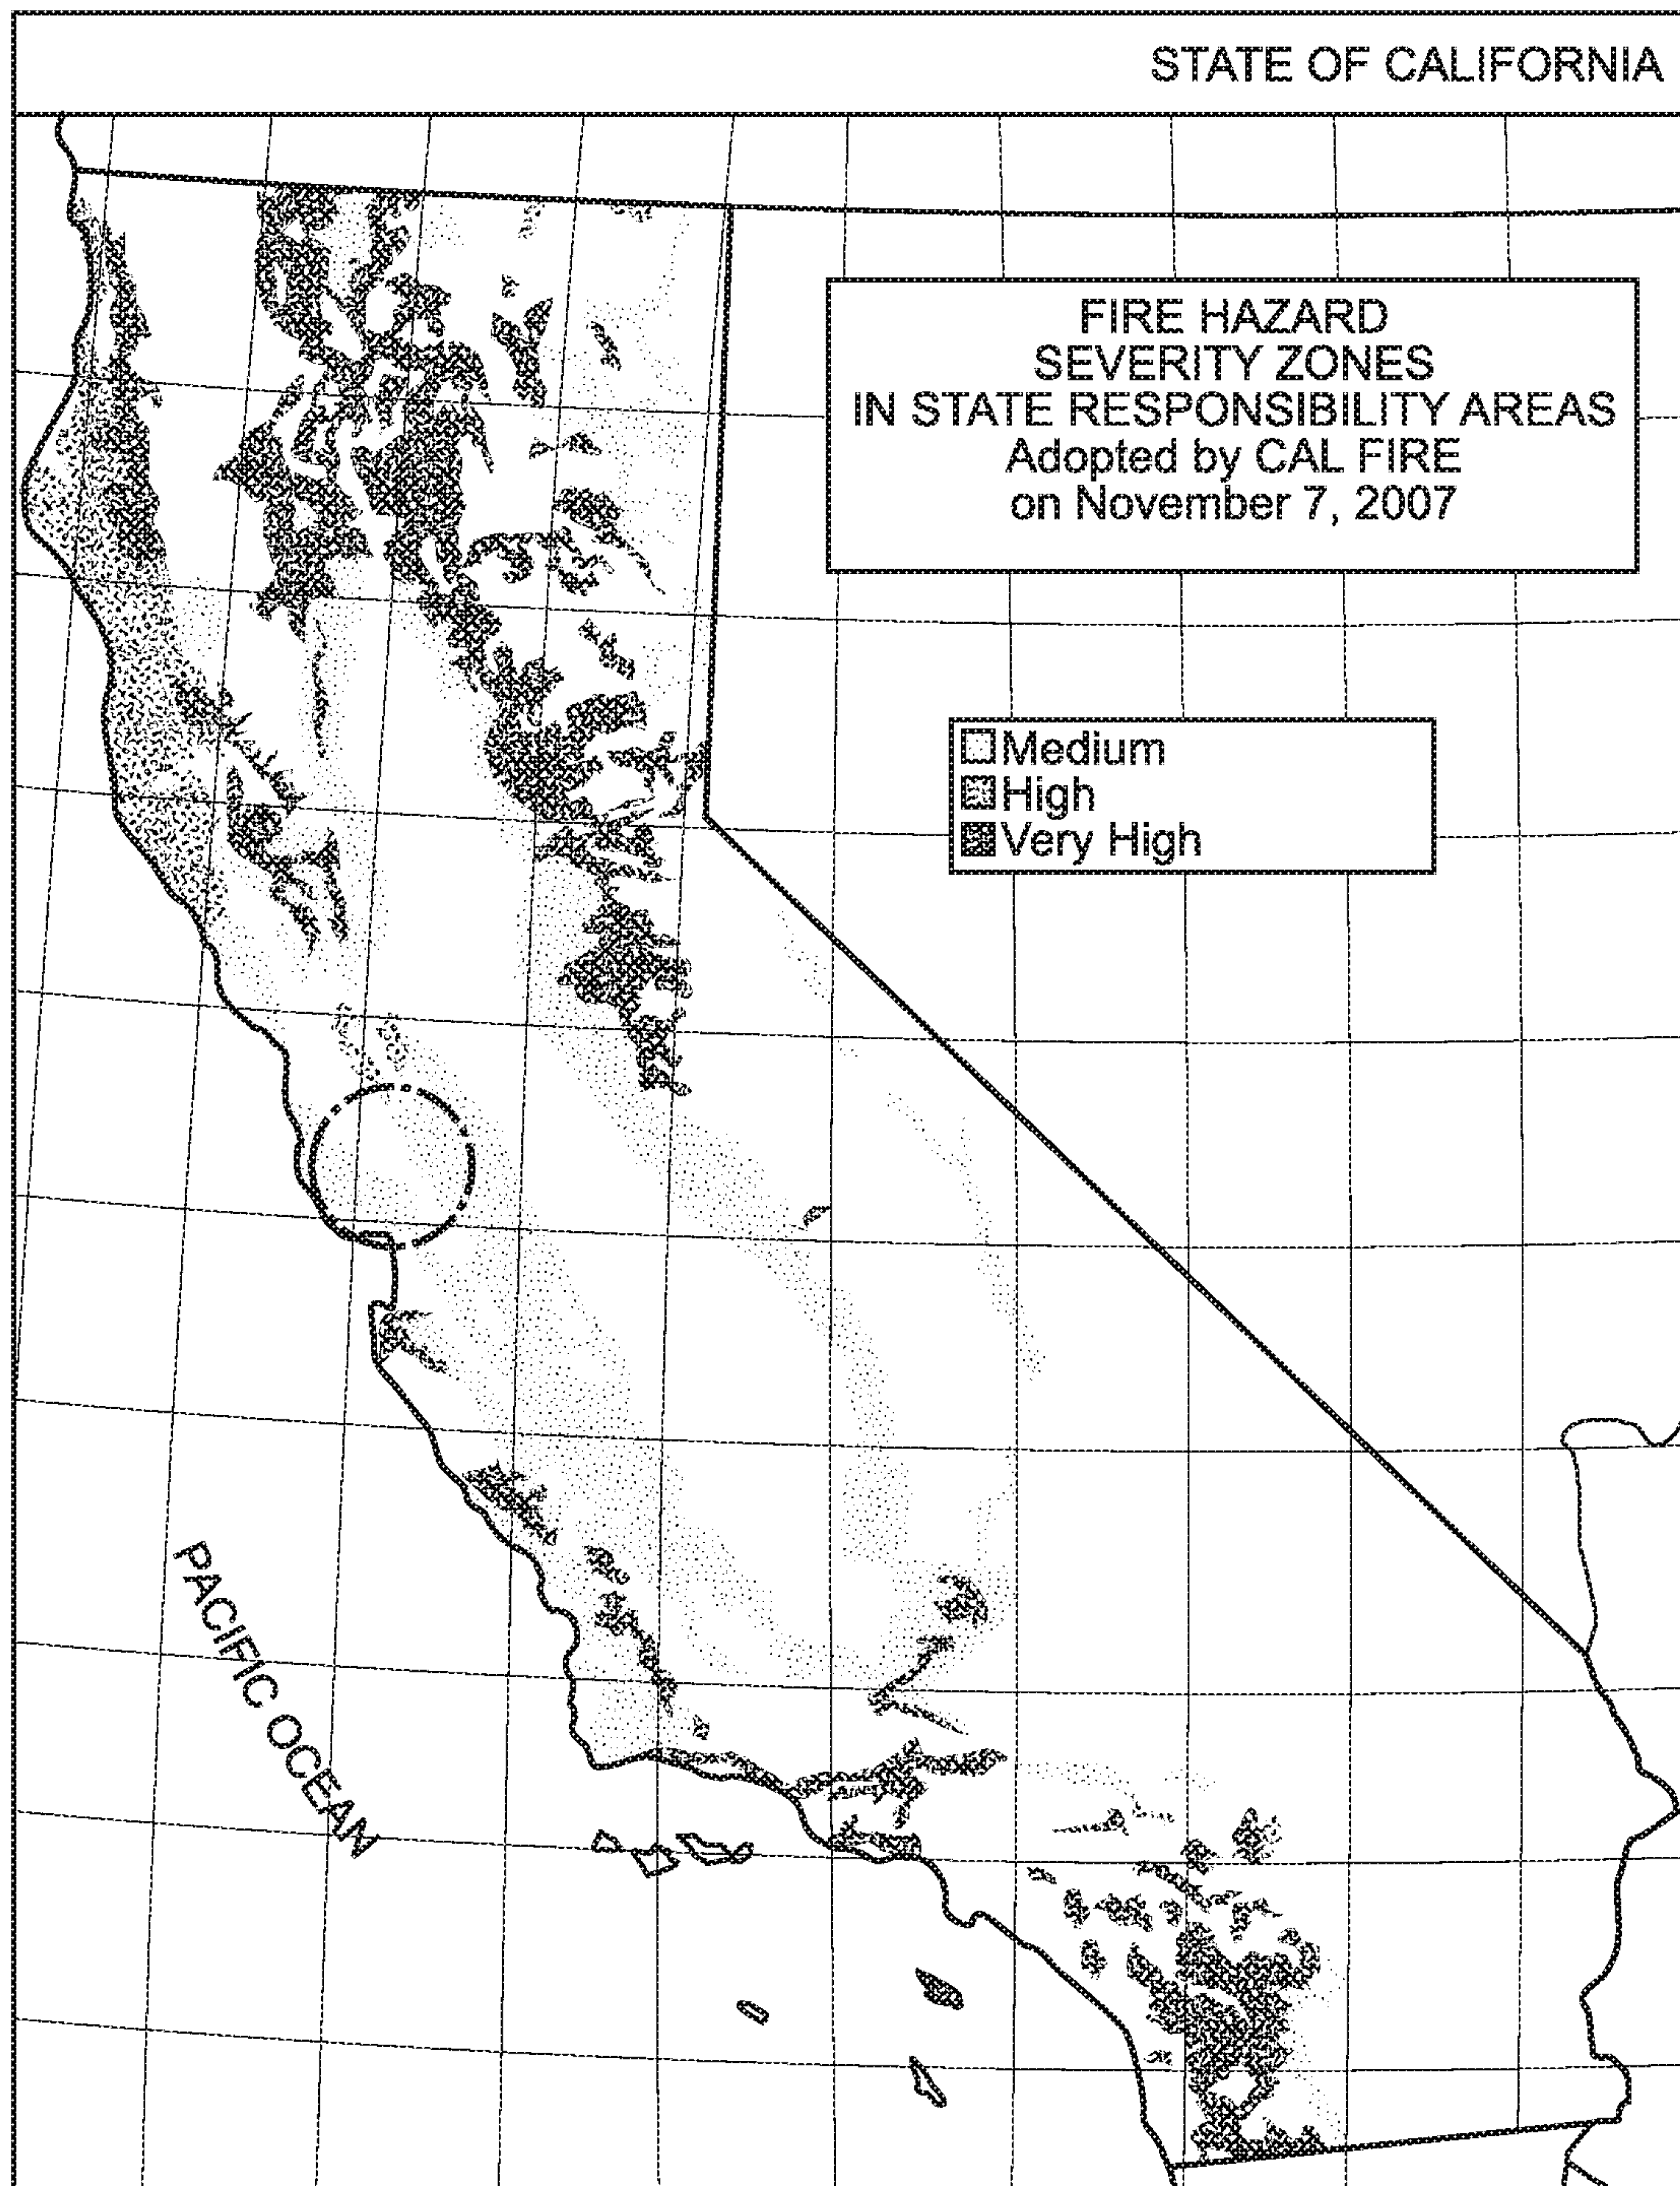 STATE OF CALIFORNIA
FIRE HAZARD
SEVERITY ZONES
IN STATE RESPONSIBILITY AREAS
Adopted by CAL FIRE
on November 7, 2007
Medium
High
Very High
PACIFIC OCEAN